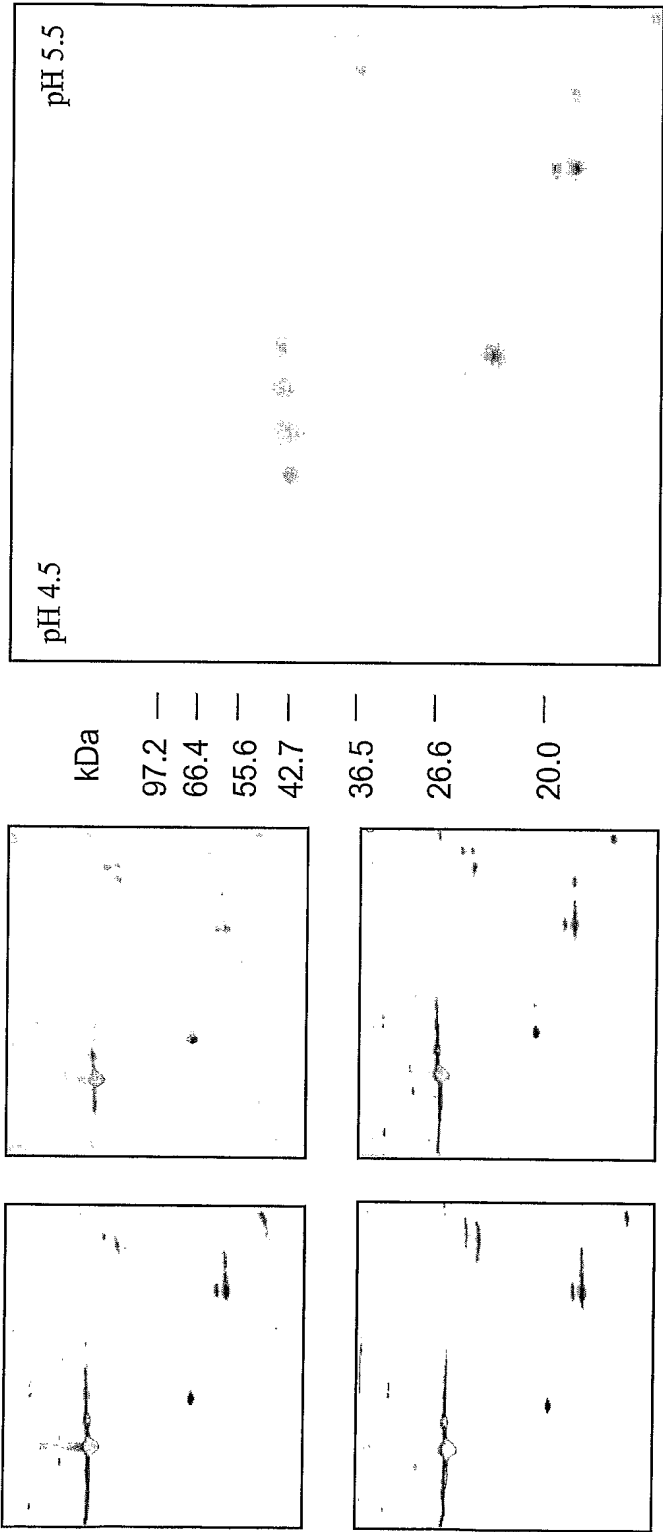 pH 4.5
pH 5.5
kDa
97.2 —
66.4 —
55.6 —
42.7 —
36.5 —
26.6 —
20.0 —